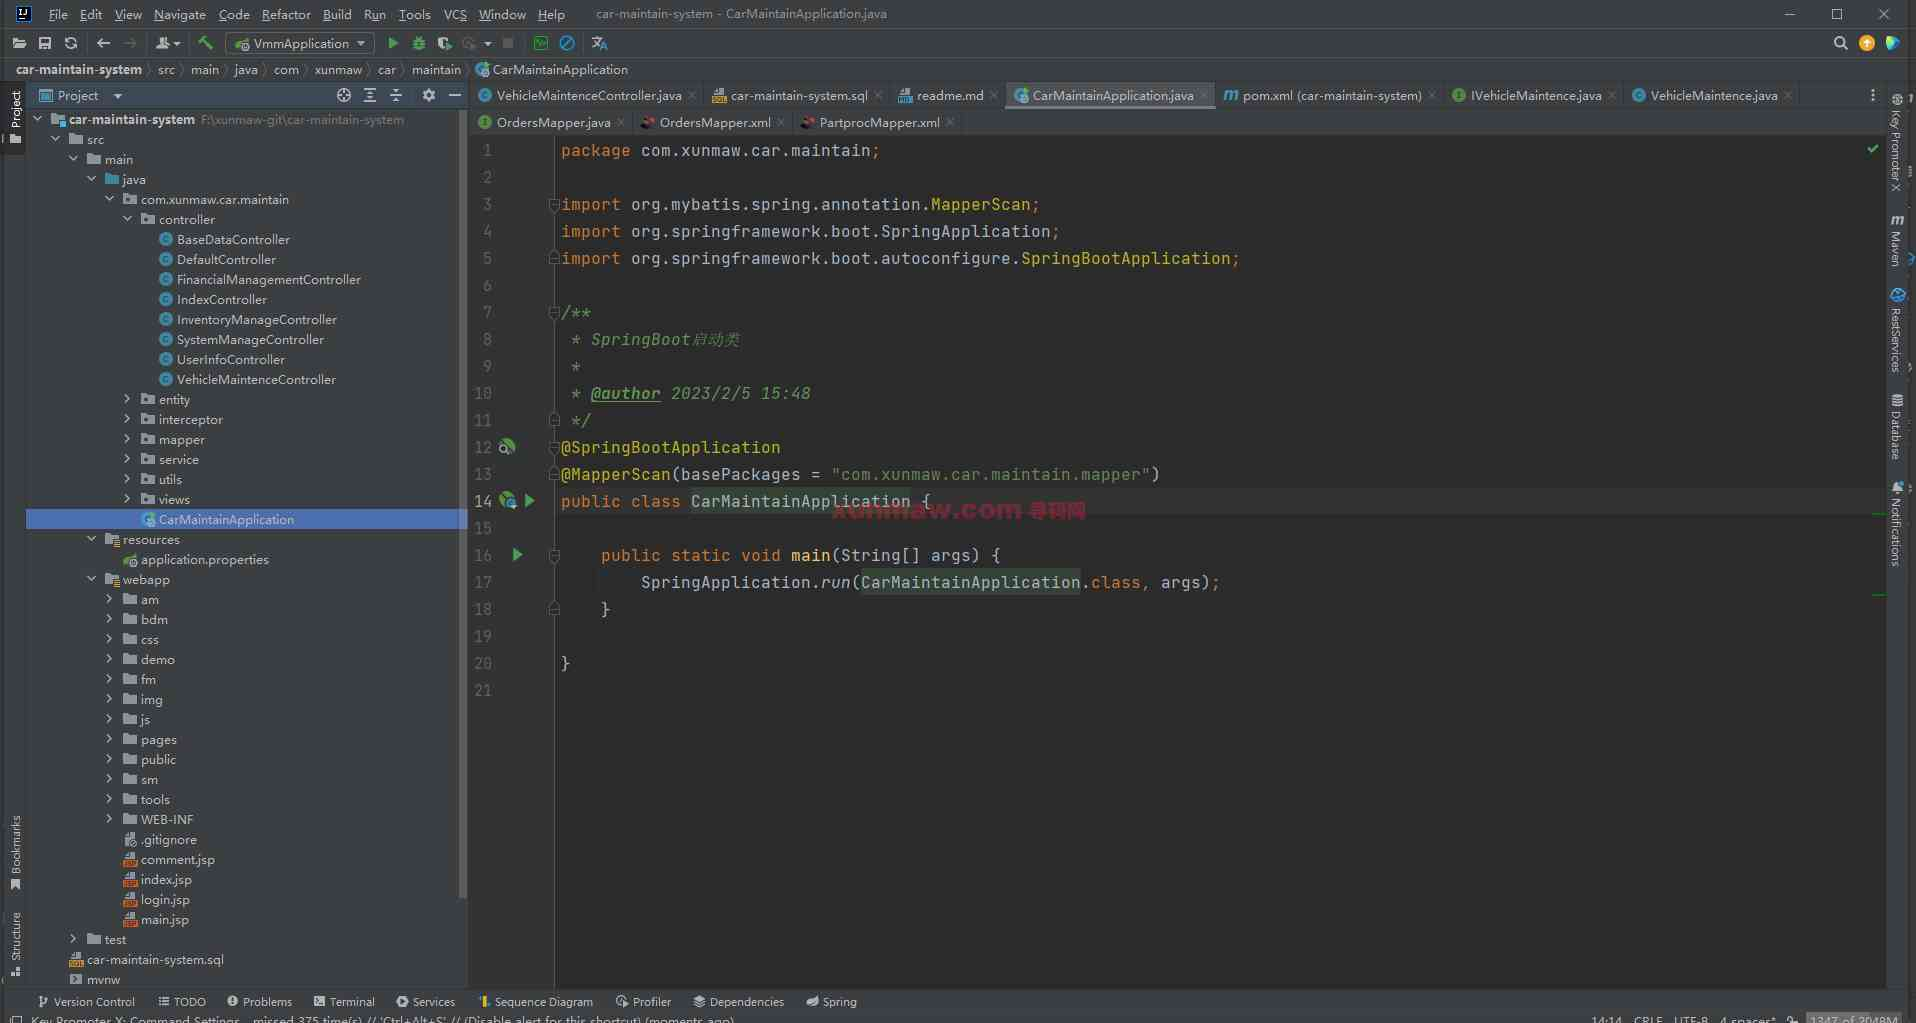 File Edit View Navigate Code Refactor Build Run Tools VCS Window Help car-maintain-system - CarMaintainApplication.java
VmmApplication
car-maintain-system src main java com xunmaw car maintain CarMaintainApplication
Project
VehicleMaintenceController.java car-maintain-system.sql readme.md CarMaintainApplication.java pom.xml (car-maintain-system) IVehicleMaintence.java VehicleMaintence.java
OrdersMapper.java OrdersMapper.xml PartprocMapper.xml
Project
Bookmarks
Structure
car-maintain-system F:\xunmaw-git\car-maintain-system
src
main
java
com.xunmaw.car.maintain
controller
BaseDataController
DefaultController
FinancialManagementController
IndexController
InventoryManageController
SystemManageController
UserInfoController
VehicleMaintenceController
entity
interceptor
mapper
service
utils
views
CarMaintainApplication
resources
application.properties
webapp
am
bdm
css
demo
fm
img
js
pages
public
sm
tools
WEB-INF
.gitignore
comment.jsp
index.jsp
login.jsp
main.jsp
test
car-maintain-system.sql
mvnw
1 package com.xunmaw.car.maintain;
2
3 import org.mybatis.spring.annotation.MapperScan;
4 import org.springframework.boot.SpringApplication;
5 import org.springframework.boot.autoconfigure.SpringBootApplication;
6
7 /**
8 * SpringBoot启动类
9 *
10 * @author 2023/2/5 15:48
11 */
12 @SpringBootApplication
13 @MapperScan(basePackages = "com.xunmaw.car.maintain.mapper")
14 public class CarMaintainApplication {
xunmaw.com 寻码网
15
16 public static void main(String[] args) {
17 SpringApplication.run(CarMaintainApplication.class, args);
18 }
19
20 }
21
Key Promoter X
Maven
RestServices
Database
Notifications
Version Control TODO Problems Terminal Services Sequence Diagram Profiler Dependencies Spring
Key Promoter X: Command Settings... missed 375 time(s) // 'Ctrl+Alt+S' // (Disable alert for this shortcut) (moments ago) 14:14 CRLF UTF-8 4 spaces* 1347 of 2048M